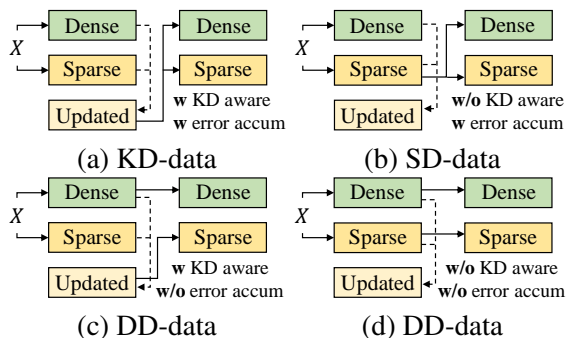 Dense Dense
X
Sparse Sparse
Updated
w KD aware
w error accum
(a) KD-data
Dense Dense
X
Sparse Sparse
Updated
w/o KD aware
w error accum
(b) SD-data
Dense Dense
X
Sparse Sparse
Updated
w KD aware
w/o error accum
(c) DD-data
Dense Dense
X
Sparse Sparse
Updated
w/o KD aware
w/o error accum
(d) DD-data